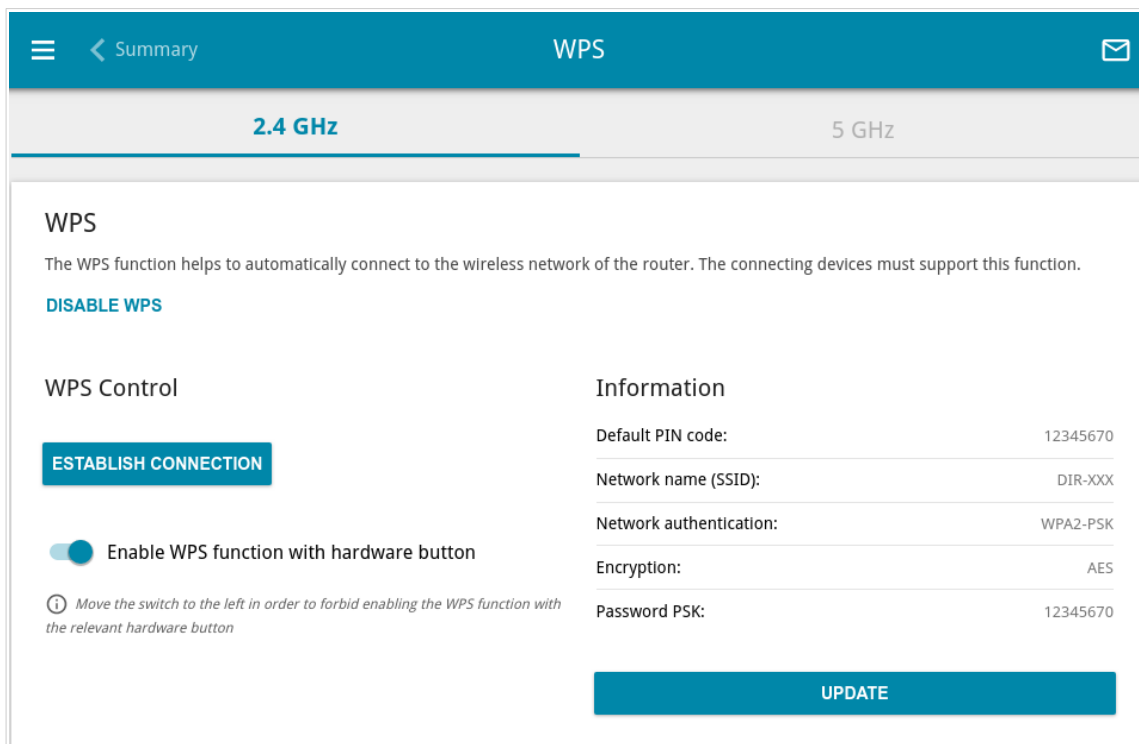 Summary
WPS
2.4 GHz
5 GHz
WPS
The WPS function helps to automatically connect to the wireless network of the router. The connecting devices must support this function.
DISABLE WPS
WPS Control
ESTABLISH CONNECTION
Enable WPS function with hardware button
Move the switch to the left in order to forbid enabling the WPS function with
the relevant hardware button
Information
Default PIN code: 12345670
Network name (SSID): DIR-XXX
Network authentication: WPA2-PSK
Encryption: AES
Password PSK: 12345670
UPDATE